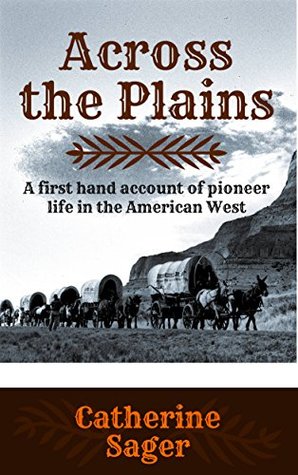 Across
the Plains
A first hand account of pioneer
life in the American West
Catherine
Sager